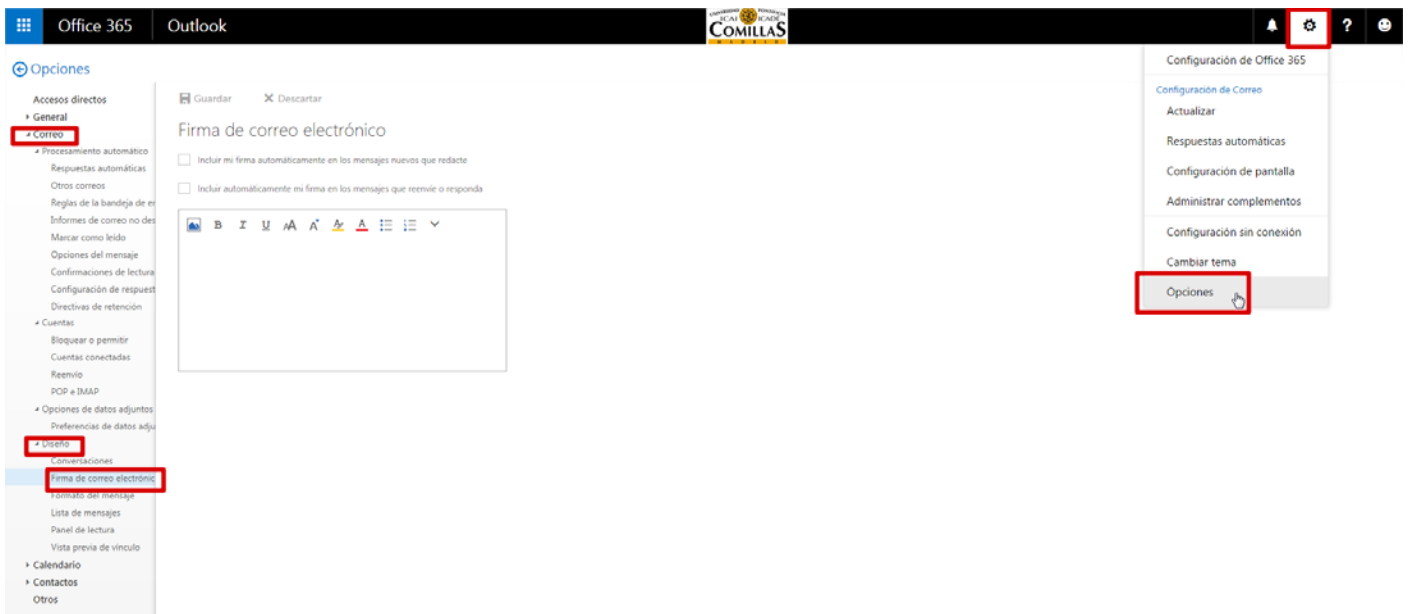 Office 365
Outlook
UNIVERSIDAD PONTIFICIA
ICAI ICADE
COMILLAS
MADRID
?
Opciones
Accesos directos
General
Correo
Procesamiento automático
Respuestas automáticas
Otros correos
Reglas de la bandeja de en
Informes de correo no des
Marcar como leído
Opciones del mensaje
Confirmaciones de lectura
Configuración de respuest
Directivas de retención
Cuentas
Bloquear o permitir
Cuentas conectadas
Reenvío
POP e IMAP
Opciones de datos adjuntos
Preferencias de datos adju
Diseño
Conversaciones
Firma de correo electrónic
Formato del mensaje
Lista de mensajes
Panel de lectura
Vista previa de vínculo
Calendario
Contactos
Otros
Guardar
Descartar
Firma de correo electrónico
Incluir mi firma automáticamente en los mensajes nuevos que redacte
Incluir automáticamente mi firma en los mensajes que reenvíe o responda
B I U AA A A A
Configuración de Office 365
Configuración de Correo
Actualizar
Respuestas automáticas
Configuración de pantalla
Administrar complementos
Configuración sin conexión
Cambiar tema
Opciones